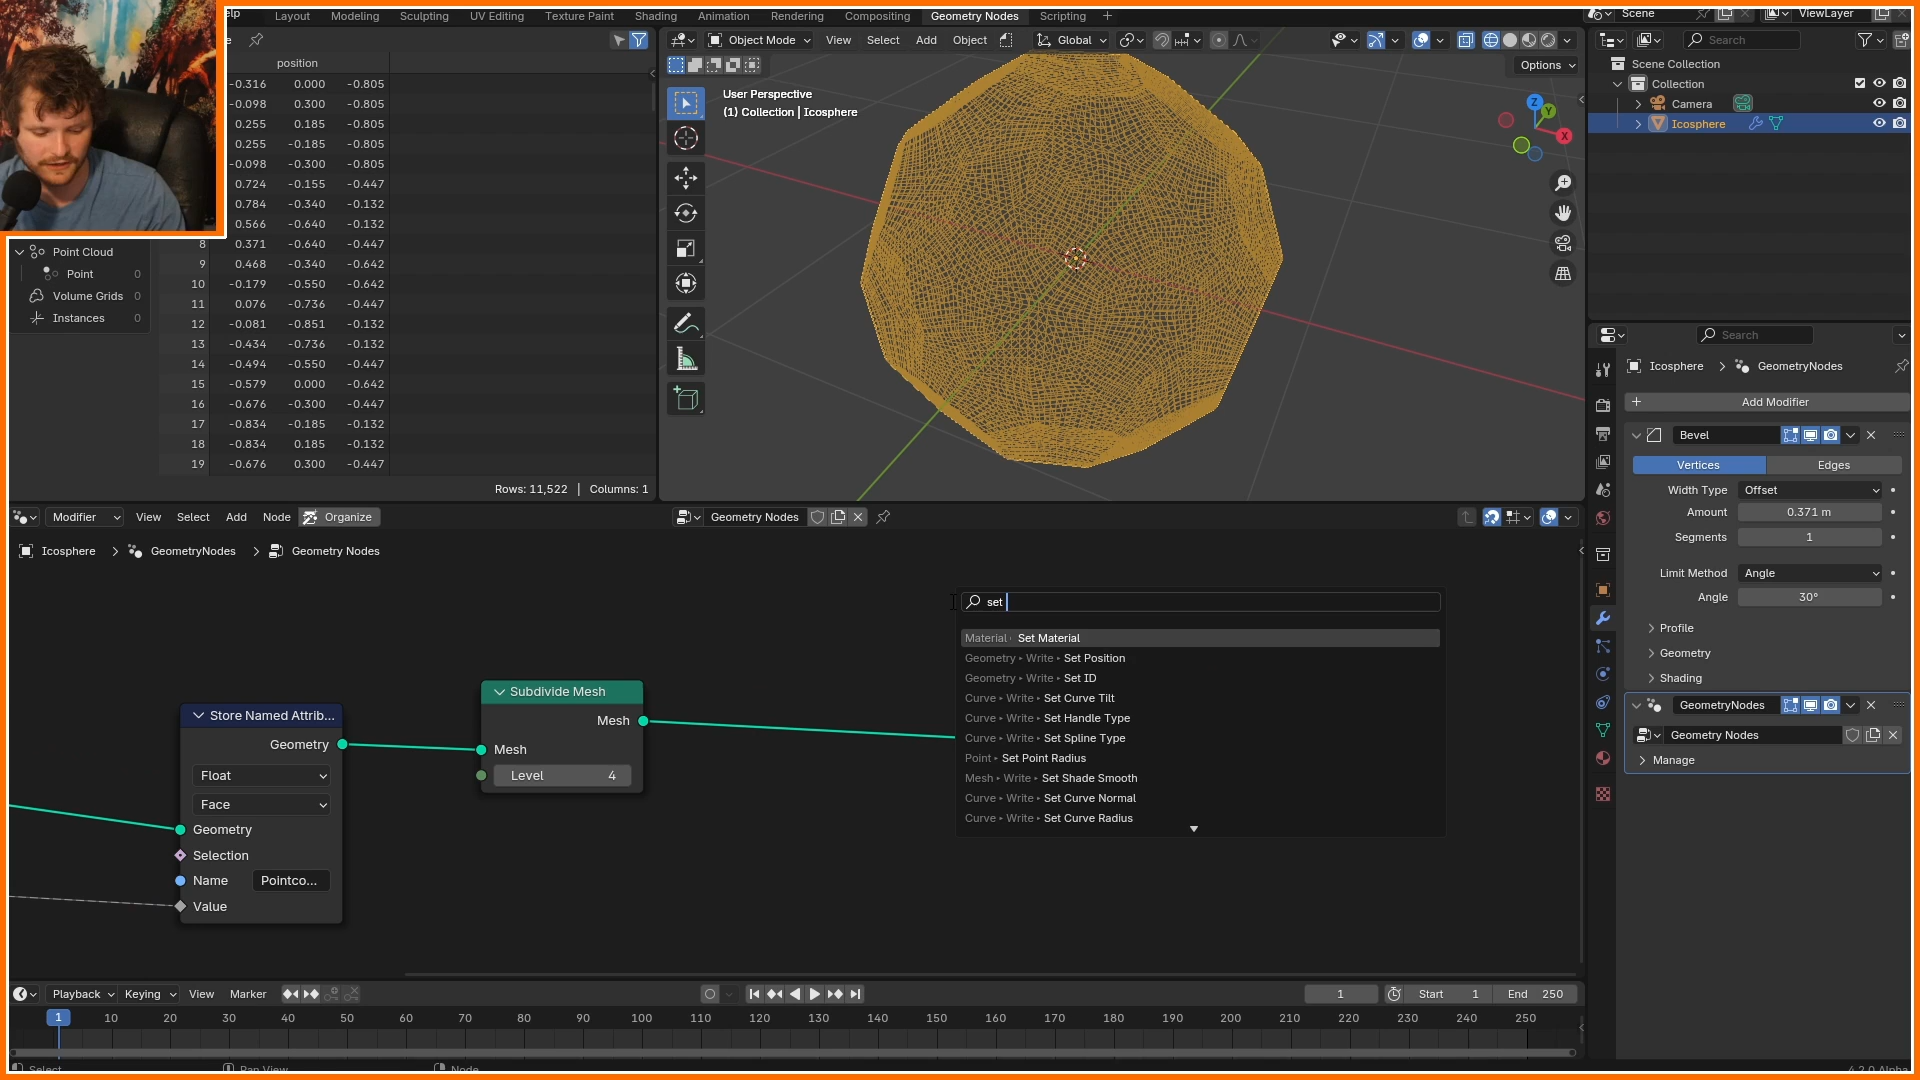 elp
Layout
Modeling
Sculpting
UV Editing
Texture Paint
Shading
Animation
Rendering
Compositing
Geometry Nodes
Scripting
+
Scene
ViewLayer
e
position
-0.316 0.000 -0.805
-0.098 0.300 -0.805
0.255 0.185 -0.805
0.255 -0.185 -0.805
-0.098 -0.300 -0.805
0.724 -0.155 -0.447
0.784 -0.340 -0.132
0.566 -0.640 -0.132
8 0.371 -0.640 -0.447
9 0.468 -0.340 -0.642
10 -0.179 -0.550 -0.642
11 0.076 -0.736 -0.447
12 -0.081 -0.851 -0.132
13 -0.434 -0.736 -0.132
14 -0.494 -0.550 -0.447
15 -0.579 0.000 -0.642
16 -0.676 -0.300 -0.447
17 -0.834 -0.185 -0.132
18 -0.834 0.185 -0.132
19 -0.676 0.300 -0.447
Rows: 11,522 | Columns: 1
Point Cloud
Point 0
Volume Grids 0
Instances 0
Object Mode
View
Select
Add
Object
Global
Options
User Perspective
(1) Collection | Icosphere
Z
Y
X
Search
Scene Collection
Collection
Camera
Icosphere
Search
Icosphere > GeometryNodes
+ Add Modifier
Bevel
Vertices
Edges
Width Type Offset
Amount 0.371 m
Segments 1
Limit Method Angle
Angle 30°
Profile
Geometry
Shading
GeometryNodes
Geometry Nodes
Manage
Modifier
View
Select
Add
Node
Organize
Geometry Nodes
Icosphere > GeometryNodes > Geometry Nodes
Store Named Attrib...
Geometry
Float
Face
Geometry
Selection
Name Pointco...
Value
Subdivide Mesh
Mesh
Mesh
Level 4
set
Material Set Material
Geometry ▸ Write ▸ Set Position
Geometry ▸ Write ▸ Set ID
Curve ▸ Write ▸ Set Curve Tilt
Curve ▸ Write ▸ Set Handle Type
Curve ▸ Write ▸ Set Spline Type
Point ▸ Set Point Radius
Mesh ▸ Write ▸ Set Shade Smooth
Curve ▸ Write ▸ Set Curve Normal
Curve ▸ Write ▸ Set Curve Radius
Playback
Keying
View
Marker
1
Start 1
End 250
1 10 20 30 40 50 60 70 80 90 100 110 120 130 140 150 160 170 180 190 200 210 220 230 240 250
Select
Pan View
Node
4.2.0 Alpha